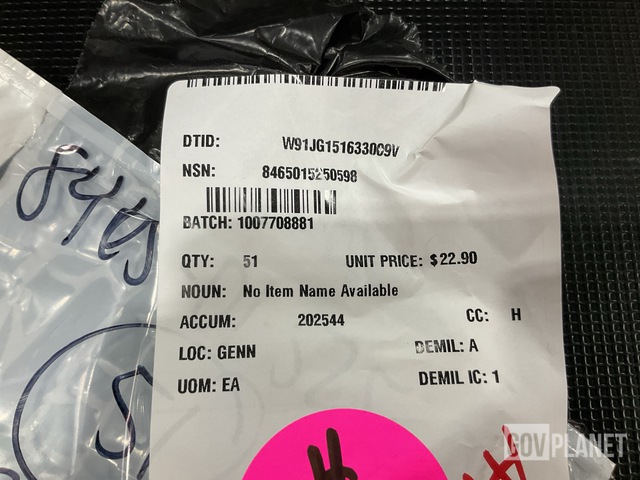 DTID: W91JG1516330C9V
NSN: 8465015250598
BATCH: 1007708881
QTY: 51 UNIT PRICE: $22.90
NOUN: No Item Name Available
ACCUM: 202544 CC: H
LOC: GENN DEMIL: A
UOM: EA DEMIL IC: 1
GOVPLANET